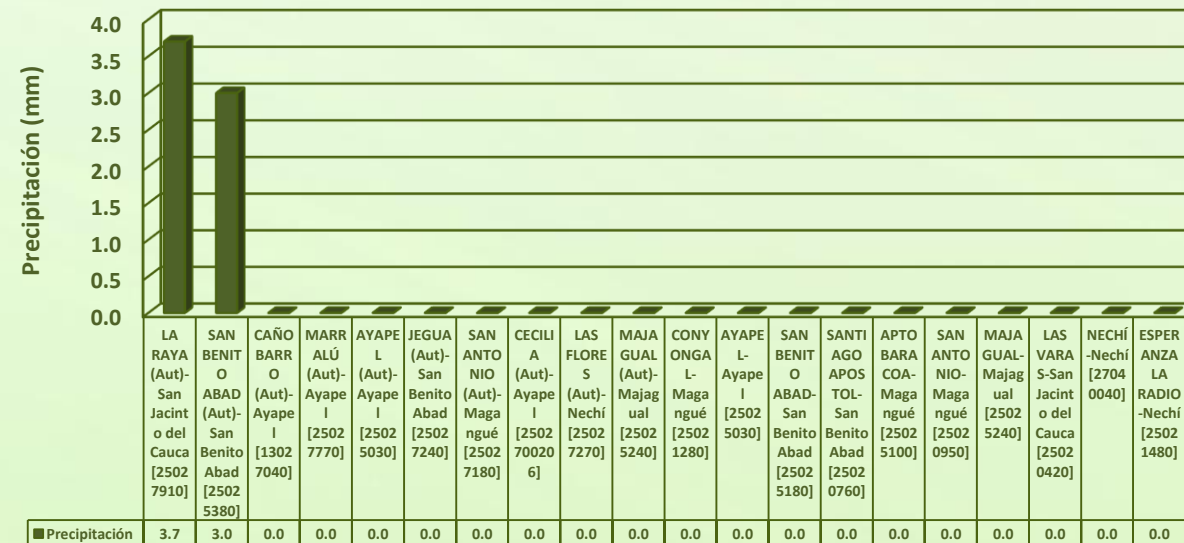 Precipitación (mm)
4.0
3.5
3.0
2.5
2.0
1.5
1.0
0.5
0.0
LA
RAYA
(Aut)-
San
Jacint
o del
Cauca
[2502
7910]
SAN
BENIT
O
ABAD
(Aut)-
San
Benito
Abad
[2502
5380]
CAÑO
BARR
O
(Aut)-
Ayape
l
[1302
7040]
MARR
ALÚ
(Aut)-
Ayape
l
[2502
7770]
AYAPE
L
(Aut)-
Ayape
l
[2502
5030]
JEGUA
(Aut)-
San
Benito
Abad
[2502
7240]
SAN
ANTO
NIO
(Aut)-
Maga
ngué
[2502
7180]
CECILI
A
(Aut)-
Ayape
l
[2502
70020
6]
LAS
FLORE
S
(Aut)-
Nechí
[2502
7270]
MAJA
GUAL
(Aut)-
Majag
ual
[2502
5240]
CONY
ONGA
L-
Maga
ngué
[2502
1280]
AYAPE
L-
Ayape
l
[2502
5030]
SAN
BENIT
O
ABAD-
San
Benito
Abad
[2502
5180]
SANTI
AGO
APOS
TOL-
San
Benito
Abad
[2502
0760]
APTO
BARA
COA-
Maga
ngué
[2502
5100]
SAN
ANTO
NIO-
Maga
ngué
[2502
0950]
MAJA
GUAL-
Majag
ual
[2502
5240]
LAS
VARA
S-San
Jacint
o del
Cauca
[2502
0420]
NECHÍ
-Nechí
[2704
0040]
ESPER
ANZA
LA
RADIO
-Nechí
[2502
1480]
Precipitación 3.7 3.0 0.0 0.0 0.0 0.0 0.0 0.0 0.0 0.0 0.0 0.0 0.0 0.0 0.0 0.0 0.0 0.0 0.0 0.0